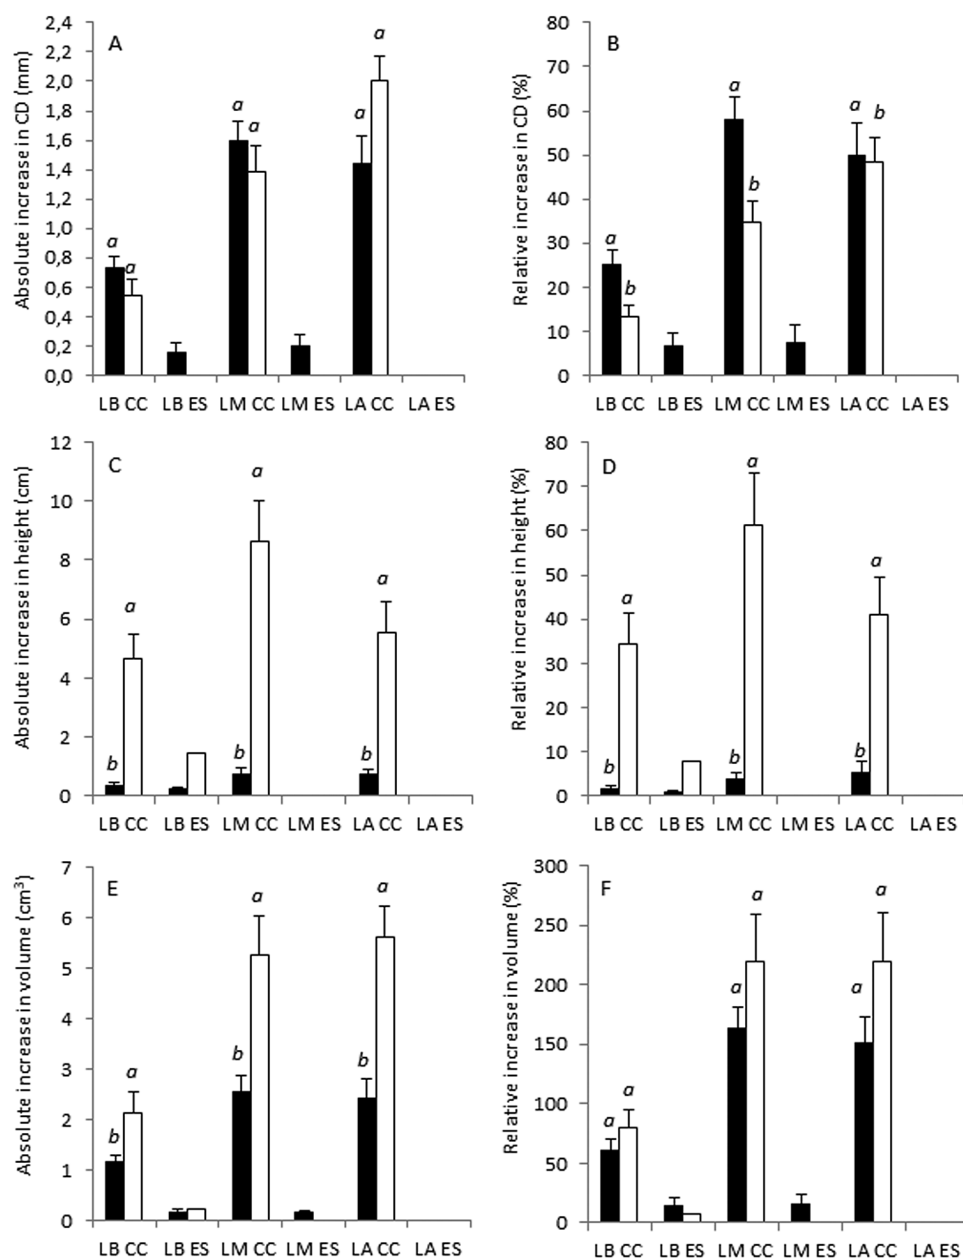 Absolute increase in CD (mm)
A
2,4
2,2
2,0
1,8
1,6
1,4
1,2
1,0
0,8
0,6
0,4
0,2
0,0
a
a
a
a
a
a
LB CC LB ES LM CC LM ES LA CC LA ES
Relative increase in CD (%)
B
80
70
60
50
40
30
20
10
0
a
b
a
b
a
b
LB CC LB ES LM CC LM ES LA CC LA ES
Absolute increase in height (cm)
C
12
10
8
6
4
2
0
b
a
b
a
b
a
LB CC LB ES LM CC LM ES LA CC LA ES
Relative increase in height (%)
D
80
70
60
50
40
30
20
10
0
b
a
b
a
b
a
LB CC LB ES LM CC LM ES LA CC LA ES
Absolute increase in volume (cm³)
E
7
6
5
4
3
2
1
0
b
a
b
a
b
a
LB CC LB ES LM CC LM ES LA CC LA ES
Relative increase in volume (%)
F
300
250
200
150
100
50
0
a
a
a
a
a
a
LB CC LB ES LM CC LM ES LA CC LA ES